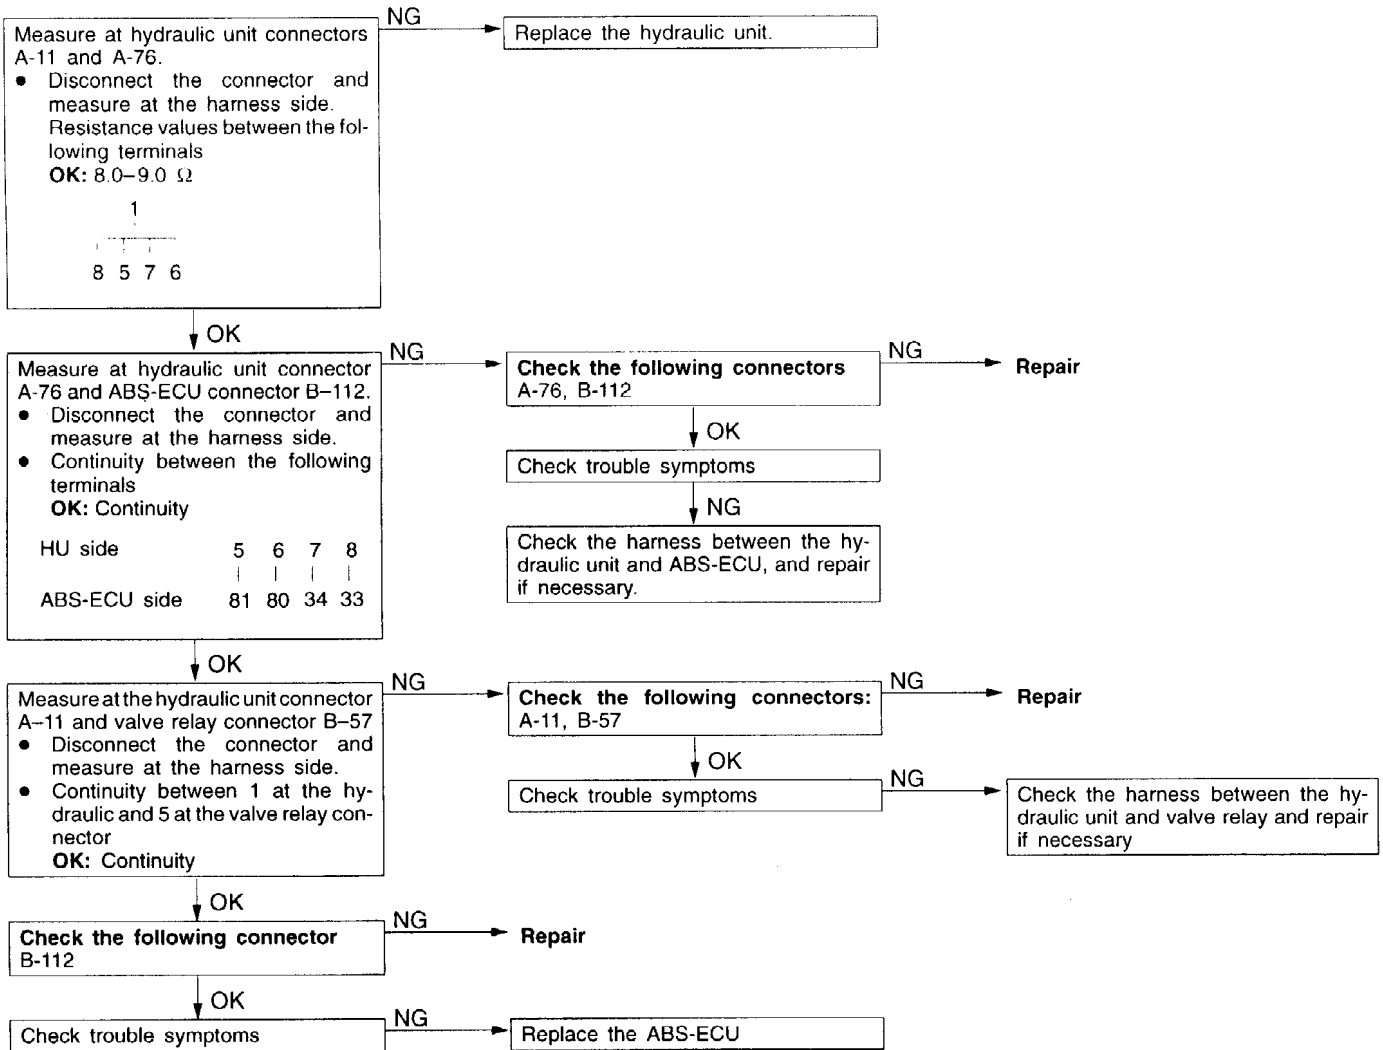 Measure at hydraulic unit connectors
A-11 and A-76.
● Disconnect the connector and
measure at the harness side.
Resistance values between the fol-
lowing terminals
OK: 8.0–9.0 Ω
1
8 5 7 6
NG
Replace the hydraulic unit.
OK
Measure at hydraulic unit connector
A-76 and ABS-ECU connector B–112.
● Disconnect the connector and
measure at the harness side.
● Continuity between the following
terminals
OK: Continuity
HU side 5 6 7 8
ABS-ECU side 81 80 34 33
NG
Check the following connectors
A-76, B-112
NG
Repair
OK
Check trouble symptoms
NG
Check the harness between the hy-
draulic unit and ABS-ECU, and repair
if necessary.
OK
Measure at the hydraulic unit connector
A–11 and valve relay connector B–57
● Disconnect the connector and
measure at the harness side.
● Continuity between 1 at the hy-
draulic and 5 at the valve relay con-
nector
OK: Continuity
NG
Check the following connectors:
A-11, B-57
NG
Repair
OK
Check trouble symptoms
NG
Check the harness between the hy-
draulic unit and valve relay and repair
if necessary
OK
Check the following connector
B-112
NG
Repair
OK
Check trouble symptoms
NG
Replace the ABS-ECU